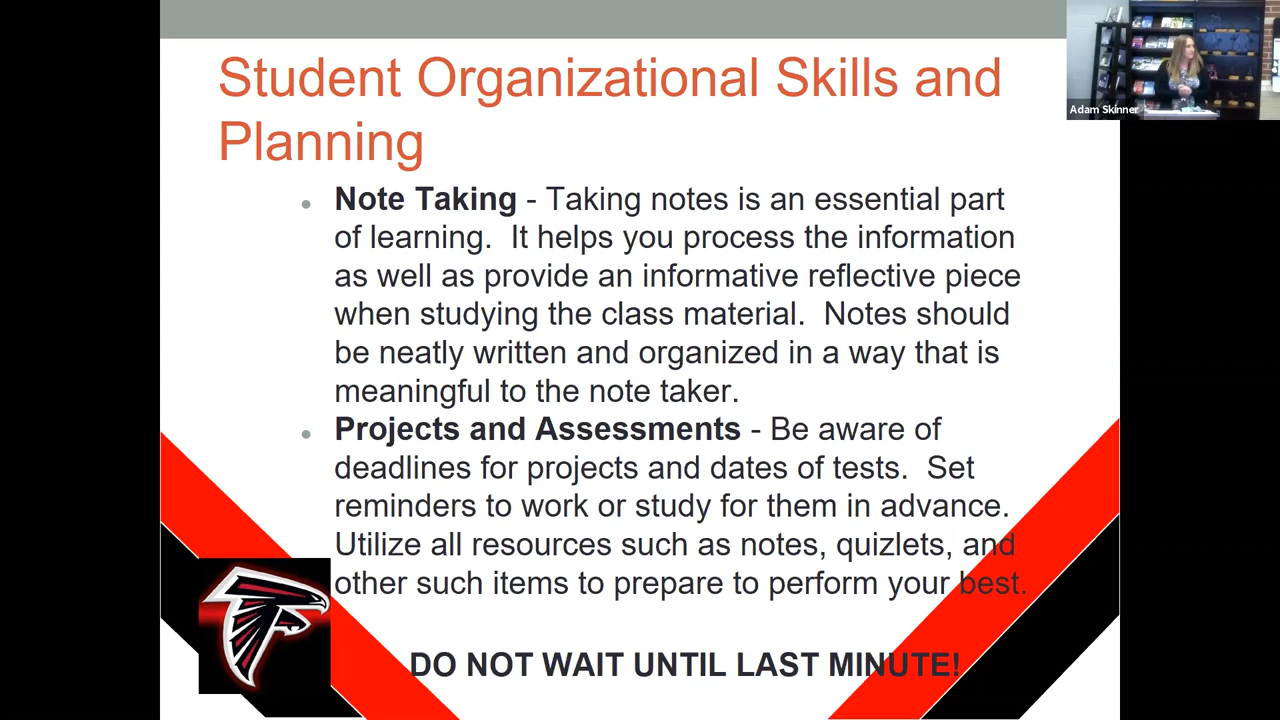 Student Organizational Skills and
Planning
Adam Skinner
• Note Taking - Taking notes is an essential part
of learning.  It helps you process the information
as well as provide an informative reflective piece
when studying the class material.  Notes should
be neatly written and organized in a way that is
meaningful to the note taker.
• Projects and Assessments - Be aware of
deadlines for projects and dates of tests.  Set
reminders to work or study for them in advance.
Utilize all resources such as notes, quizlets, and
other such items to prepare to perform your best.
DO NOT WAIT UNTIL LAST MINUTE!